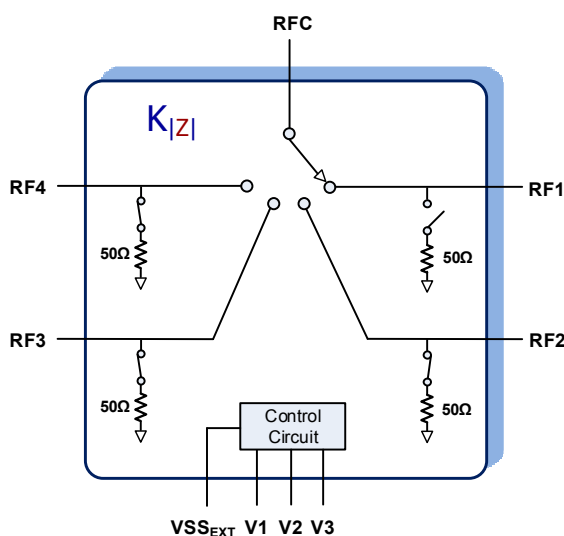 RFC
K|Z|
RF4
RF1
50Ω
50Ω
RF3
RF2
50Ω
50Ω
Control
Circuit
VSSEXT V1 V2 V3